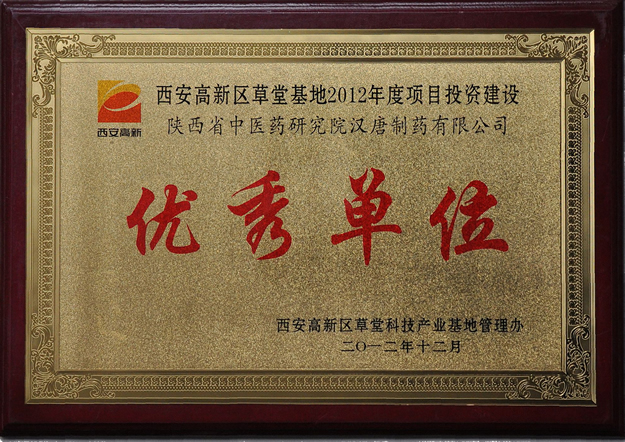 西安高新区草堂基地2012年度项目投资建设
西安高新
陕西省中医药研究院汉唐制药有限公司
优秀单位
西安高新区草堂科技产业基地管理办
二〇一二年十二月